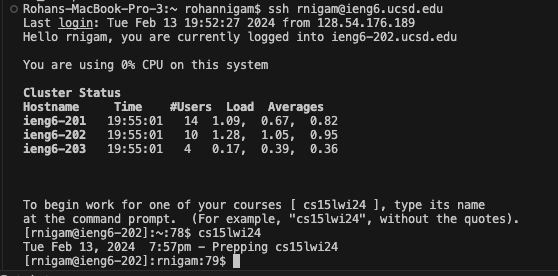 Rohans-MacBook-Pro-3:~ rohannigam$ ssh rnigam@ieng6.ucsd.edu
Last login: Tue Feb 13 19:52:27 2024 from 128.54.176.189
Hello rnigam, you are currently logged into ieng6-202.ucsd.edu
You are using 0% CPU on this system
Cluster Status
Hostname     Time    #Users  Load  Averages
ieng6-201   19:55:01   14  1.09,  0.67,  0.82
ieng6-202   19:55:01   10  1.28,  1.05,  0.95
ieng6-203   19:55:01   4   0.17,  0.39,  0.36
To begin work for one of your courses [ cs15lwi24 ], type its name
at the command prompt.  (For example, "cs15lwi24", without the quotes).
[rnigam@ieng6-202]:~:78$ cs15lwi24
Tue Feb 13, 2024  7:57pm - Prepping cs15lwi24
[rnigam@ieng6-202]:rnigam:79$